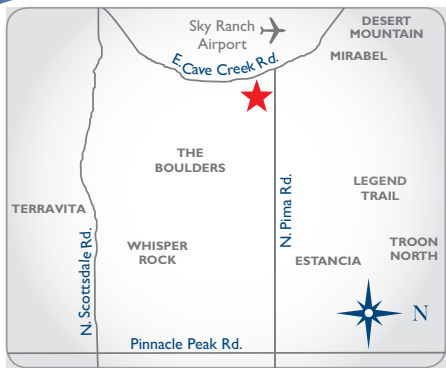 Sky Ranch
Airport
DESERT
MOUNTAIN
MIRABEL
E. Cave Creek Rd.
THE
BOULDERS
LEGEND
TRAIL
TERRAVITA
N. Scottsdale Rd.
N. Pima Rd.
WHISPER
ROCK
ESTANCIA
TROON
NORTH
N
Pinnacle Peak Rd.